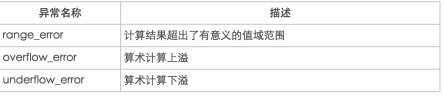 异常名称 描述
range_error 计算结果超出了有意义的值域范围
overflow_error 算术计算上溢
underflow_error 算术计算下溢